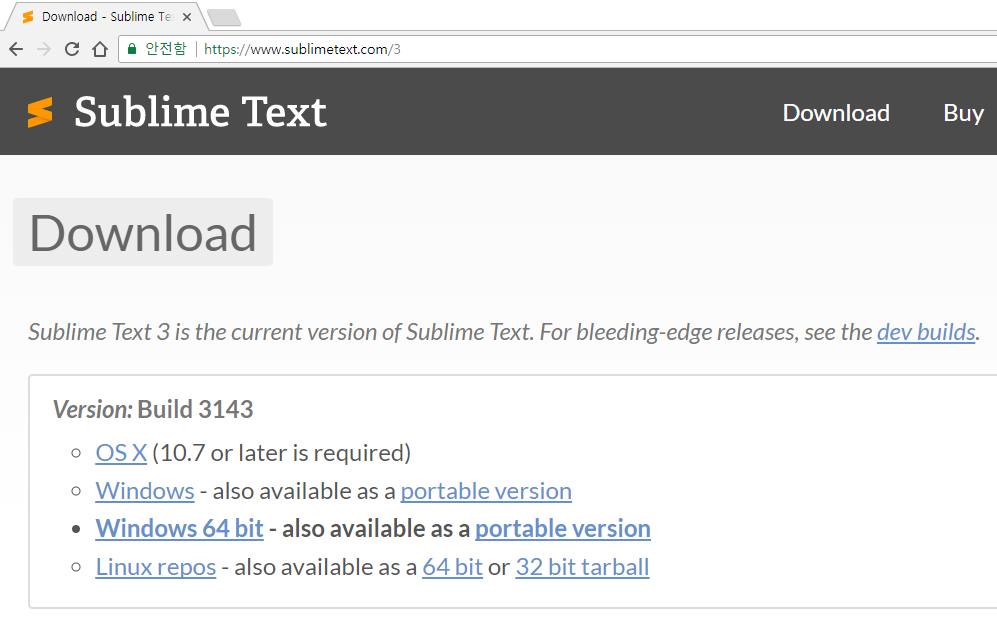 Download - Sublime Te
안전함 https://www.sublimetext.com/3
Sublime Text Download Buy
Download
Sublime Text 3 is the current version of Sublime Text. For bleeding-edge releases, see the dev builds.
Version: Build 3143
OS X (10.7 or later is required)
Windows - also available as a portable version
Windows 64 bit - also available as a portable version
Linux repos - also available as a 64 bit or 32 bit tarball